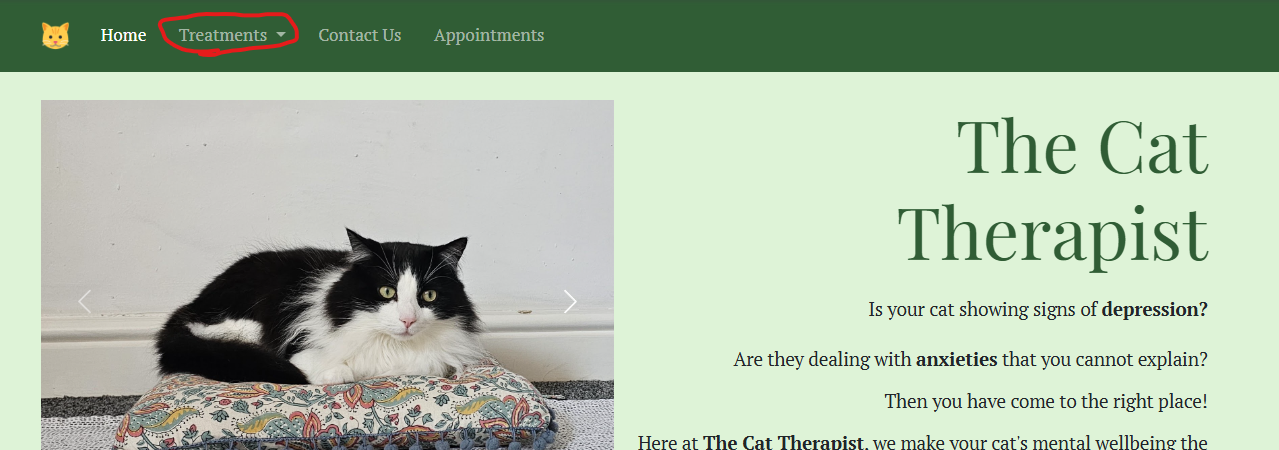 Home Treatments Contact Us Appointments
The Cat
Therapist
Is your cat showing signs of depression?
Are they dealing with anxieties that you cannot explain?
Then you have come to the right place!
Here at The Cat Therapist, we make your cat's mental wellbeing the